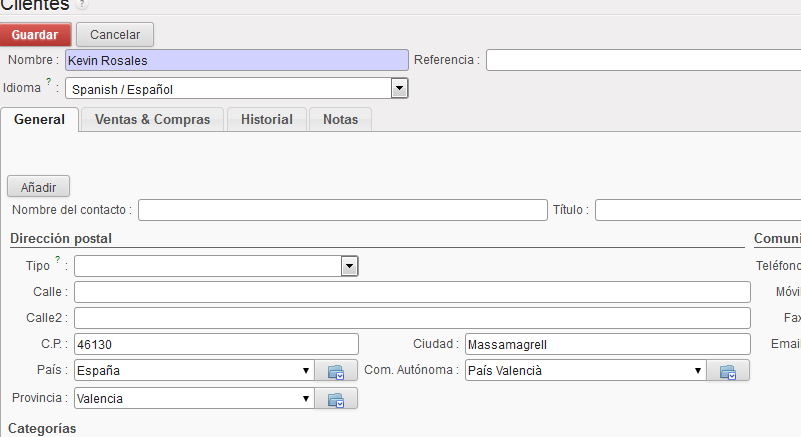 Clientes ?
Guardar Cancelar
Nombre : Kevin Rosales Referencia :
Idioma ? : Spanish / Español
General Ventas & Compras Historial Notas
Añadir
Nombre del contacto : Título :
Dirección postal Comuni
Tipo ? : Teléfono
Calle : Móvi
Calle2 : Fax
C.P. : 46130 Ciudad : Massamagrell Email
País : España Com. Autónoma : País Valencià
Provincia : Valencia
Categorías